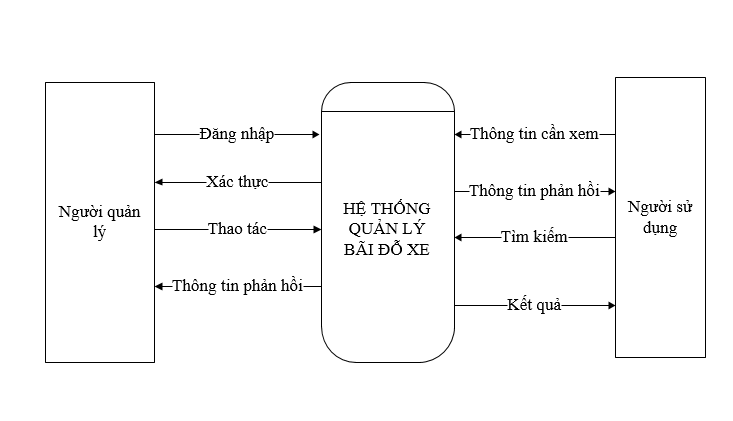 Người quản
lý
Đăng nhập
Xác thực
Thao tác
Thông tin phản hồi
HỆ THỐNG
QUẢN LÝ
BÃI ĐỖ XE
Thông tin cần xem
Thông tin phản hồi
Tìm kiếm
Kết quả
Người sử
dụng